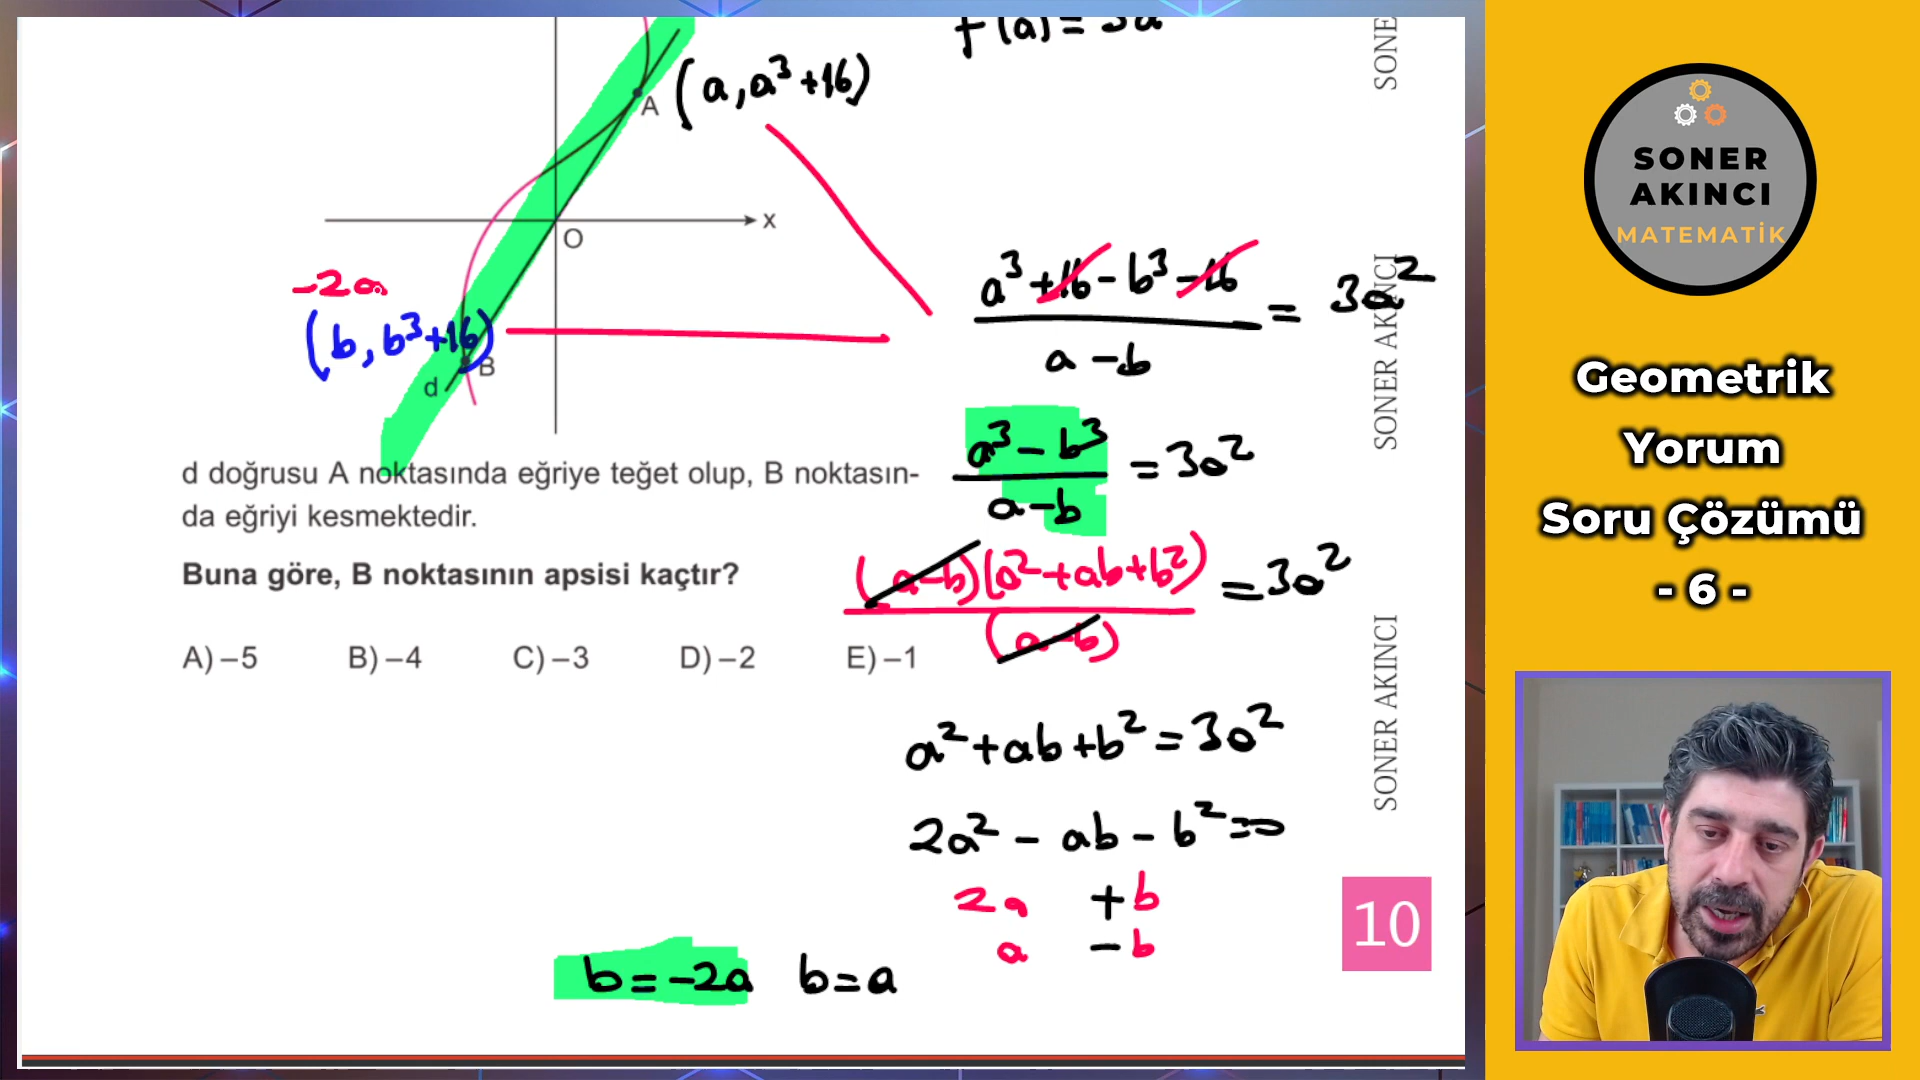 f'(a) = 3a
(a, a³+16)
A
x
O
-2a
(b, b³+16)
B
d
a³+16-b³-16 / a-b = 3a²
a³-b³ / a-b = 3a²
(a-b)(a²+ab+b²) / (a-b) = 3a²
a²+ab+b²=3a²
2a²-ab-b²=0
2a +b
a -b
b=-2a b=a
d doğrusu A noktasında eğriye teğet olup, B noktasın-
da eğriyi kesmektedir.
Buna göre, B noktasının apsisi kaçtır?
A) –5 B) –4 C) –3 D) –2 E) –1
SONE
SONER AKINCI
SONER AKINCI
10
SONER
AKINCI
MATEMATİK
Geometrik
Yorum
Soru Çözümü
- 6 -